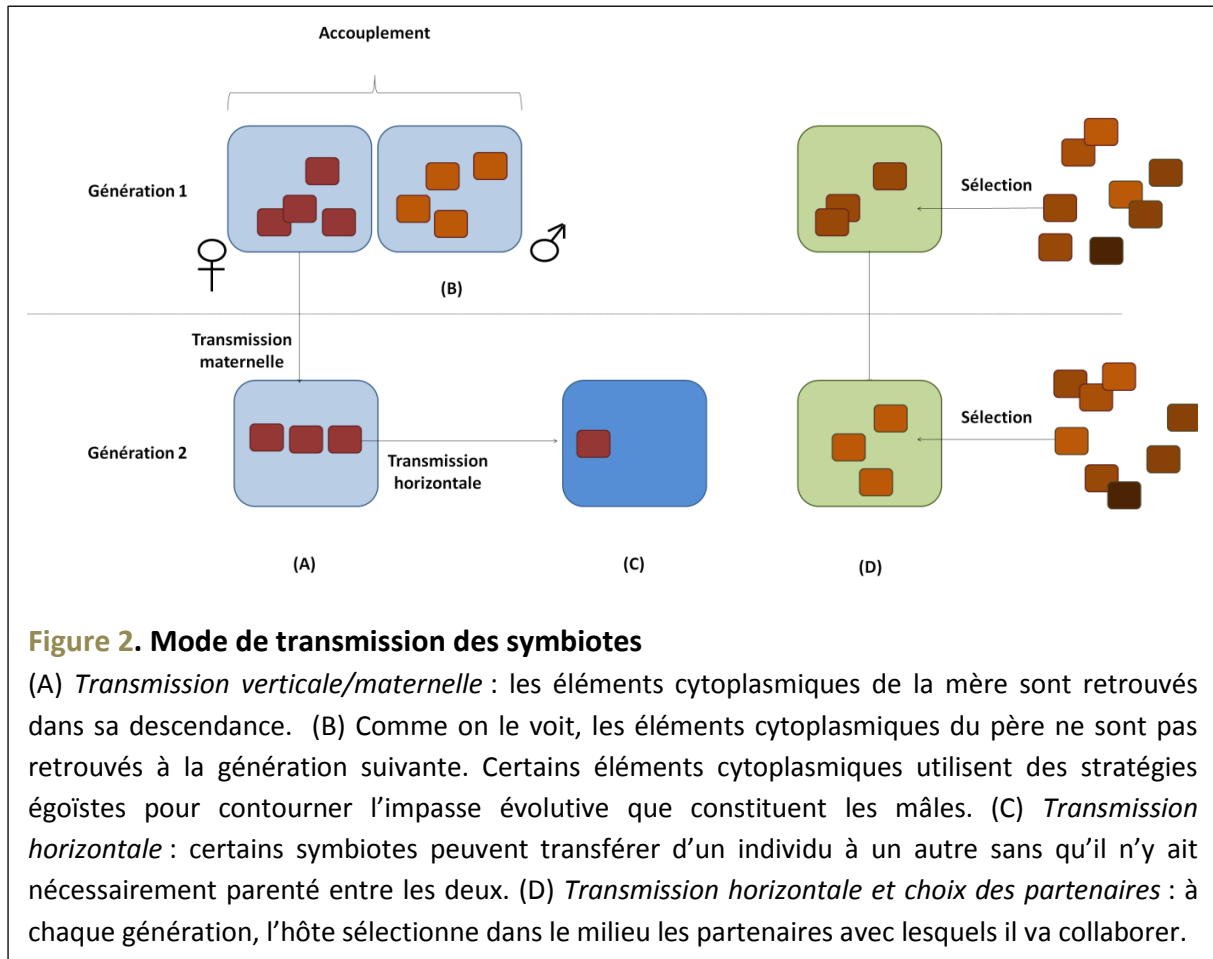 Accouplement
Génération 1
Sélection
(B)
Transmission
maternelle
Génération 2
Transmission
horizontale
Sélection
(A)
(C)
(D)
Figure 2. Mode de transmission des symbiotes
(A) Transmission verticale/maternelle : les éléments cytoplasmiques de la mère sont retrouvés
dans sa descendance. (B) Comme on le voit, les éléments cytoplasmiques du père ne sont pas
retrouvés à la génération suivante. Certains éléments cytoplasmiques utilisent des stratégies
égoïstes pour contourner l’impasse évolutive que constituent les mâles. (C) Transmission
horizontale : certains symbiotes peuvent transférer d’un individu à un autre sans qu’il n’y ait
nécessairement parenté entre les deux. (D) Transmission horizontale et choix des partenaires : à
chaque génération, l’hôte sélectionne dans le milieu les partenaires avec lesquels il va collaborer.